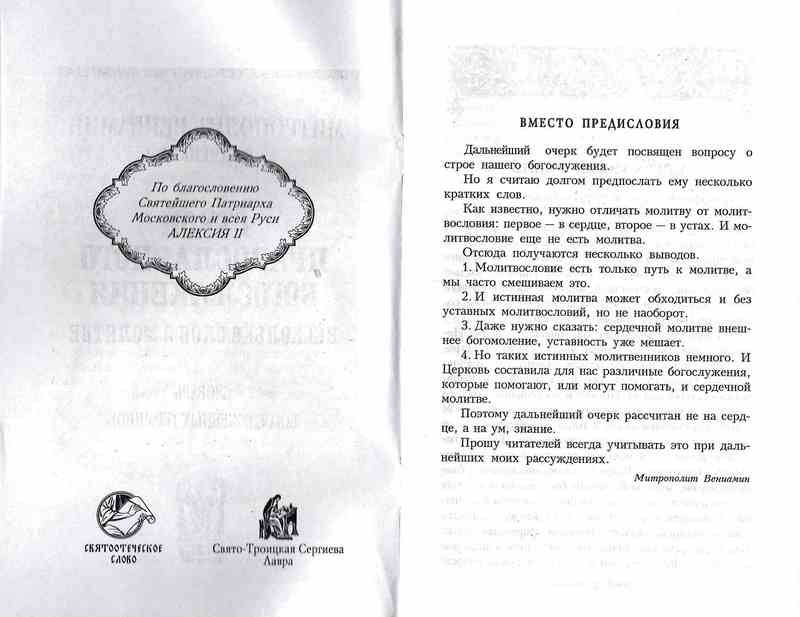 По благословению
Святейшего Патриарха
Московского и всея Руси
АЛЕКСИЯ II
СВЯТООТЕЧЕСКОЕ
СЛОВО
Свято-Троицкая Сергиева
Лавра
ВМЕСТО ПРЕДИСЛОВИЯ
Дальнейший очерк будет посвящен вопросу о
строе нашего богослужения.
Но я считаю долгом предпослать ему несколько
кратких слов.
Как известно, нужно отличать молитву от молит-
вословия: первое — в сердце, второе — в устах. И мо-
литвословие еще не есть молитва.
Отсюда получаются несколько выводов.
1. Молитвословие есть только путь к молитве, а
мы часто смешиваем это.
2. И истинная молитва может обходиться и без
уставных молитвословий, но не наоборот.
3. Даже нужно сказать: сердечной молитве внеш-
нее богомоление, уставность уже мешает.
4. Но таких истинных молитвенников немного. И
Церковь составила для нас различные богослужения,
которые помогают, или могут помогать, и сердечной
молитве.
Поэтому дальнейший очерк рассчитан не на серд-
це, а на ум, знание.
Прошу читателей всегда учитывать это при даль-
нейших моих рассуждениях.
Митрополит Вениамин